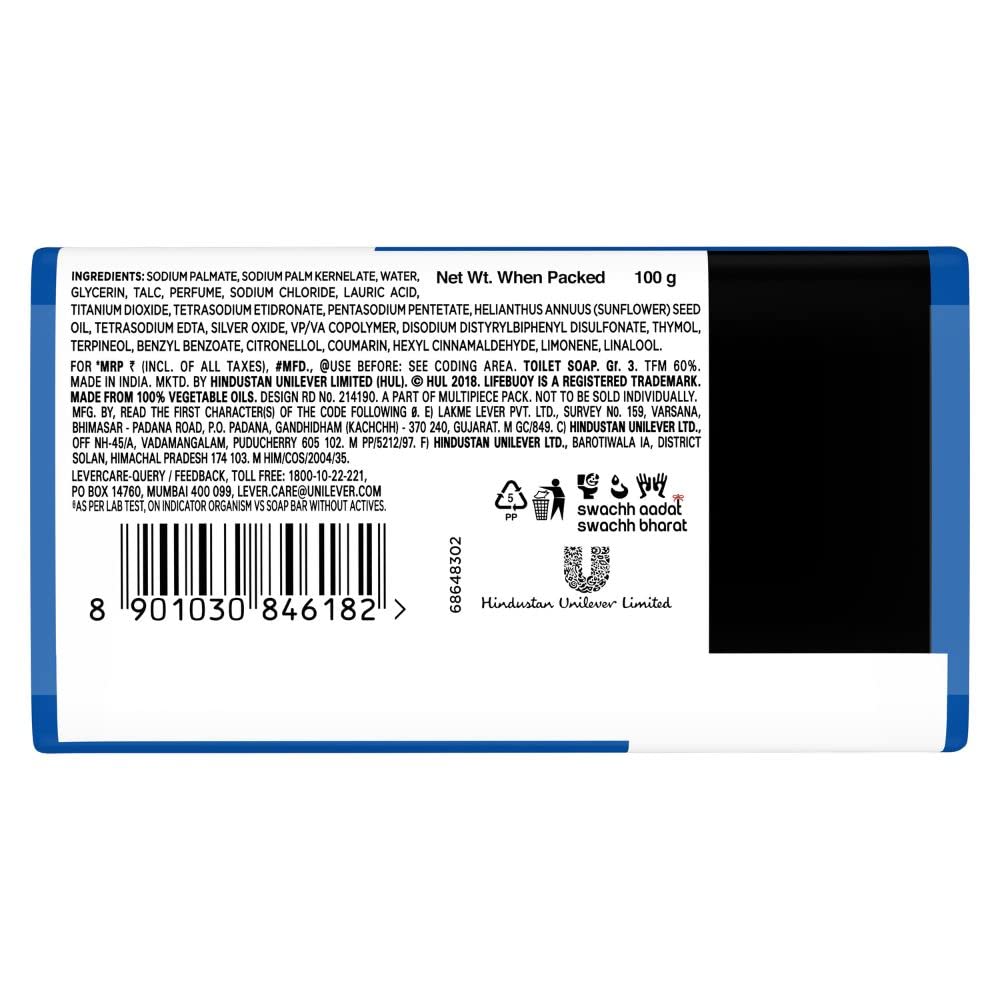 INGREDIENTS: SODIUM PALMATE, SODIUM PALM KERNELATE, WATER,
GLYCERIN, TALC, PERFUME, SODIUM CHLORIDE, LAURIC ACID,
Net Wt. When Packed 100 g
TITANIUM DIOXIDE, TETRASODIUM ETIDRONATE, PENTASODIUM PENTETATE, HELIANTHUS ANNUUS (SUNFLOWER) SEED
OIL, TETRASODIUM EDTA, SILVER OXIDE, VP/VA COPOLYMER, DISODIUM DISTYRYLBIPHENYL DISULFONATE, THYMOL,
TERPINEOL, BENZYL BENZOATE, CITRONELLOL, COUMARIN, HEXYL CINNAMALDEHYDE, LIMONENE, LINALOOL.
FOR *MRP ₹ (INCL. OF ALL TAXES), #MFD., @USE BEFORE: SEE CODING AREA. TOILET SOAP. Gr. 3. TFM 60%.
MADE IN INDIA. MKTD. BY HINDUSTAN UNILEVER LIMITED (HUL). © HUL 2018. LIFEBUOY IS A REGISTERED TRADEMARK.
MADE FROM 100% VEGETABLE OILS. DESIGN RD No. 214190. A PART OF MULTIPIECE PACK. NOT TO BE SOLD INDIVIDUALLY.
MFG. BY, READ THE FIRST CHARACTER(S) OF THE CODE FOLLOWING Ø. E) LAKME LEVER PVT. LTD., SURVEY NO. 159, VARSANA,
BHIMASAR - PADANA ROAD, P.O. PADANA, GANDHIDHAM (KACHCHH) - 370 240, GUJARAT. M GC/849. C) HINDUSTAN UNILEVER LTD.,
OFF NH-45/A, VADAMANGALAM, PUDUCHERRY 605 102. M PP/5212/97. F) HINDUSTAN UNILEVER LTD., BAROTIWALA IA, DISTRICT
SOLAN, HIMACHAL PRADESH 174 103. M HIM/COS/2004/35.
LEVERCARE-QUERY / FEEDBACK, TOLL FREE: 1800-10-22-221,
PO BOX 14760, MUMBAI 400 099, LEVER.CARE@UNILEVER.COM
AS PER LAB TEST, ON INDICATOR ORGANISM VS SOAP BAR WITHOUT ACTIVES.
5
PP
swachh aadat
swachh bharat
68648302
Hindustan Unilever Limited
8 901030 846182 >